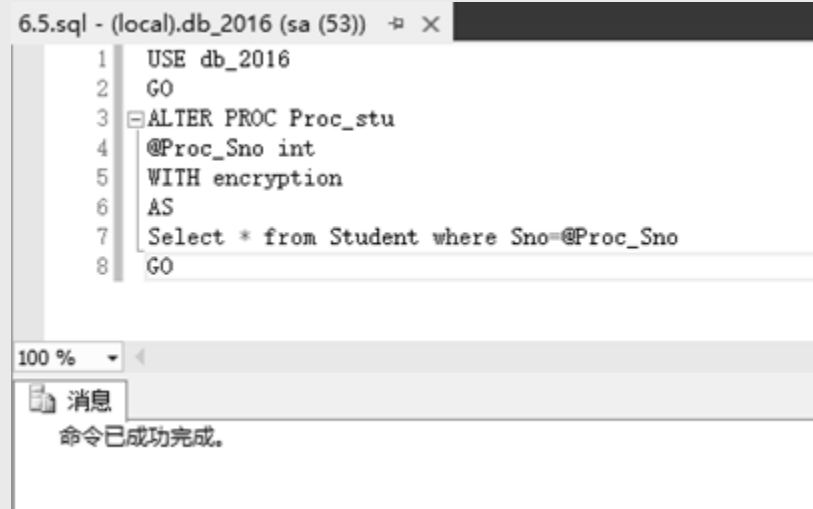 6.5.sql - (local).db_2016 (sa (53))
1 USE db_2016
2 GO
3 ALTER PROC Proc_stu
4 @Proc_Sno int
5 WITH encryption
6 AS
7 Select * from Student where Sno=@Proc_Sno
8 GO
100 %
消息
命令已成功完成。